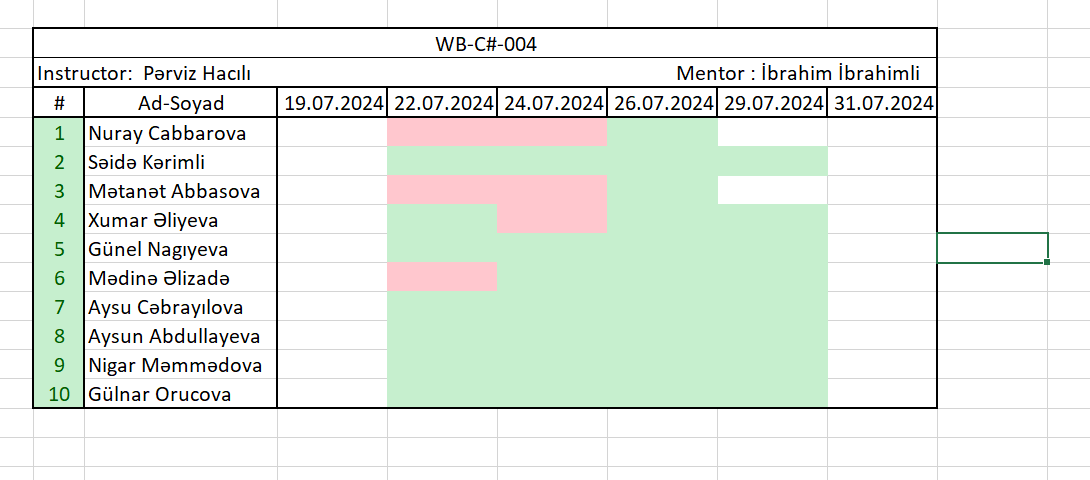 WB-C#-004
Instructor: Pərviz Hacılı Mentor : İbrahim İbrahimli
# Ad-Soyad 19.07.2024 22.07.2024 24.07.2024 26.07.2024 29.07.2024 31.07.2024
1 Nuray Cabbarova
2 Səidə Kərimli
3 Mətanət Abbasova
4 Xumar Əliyeva
5 Günel Nagıyeva
6 Mədinə Əlizadə
7 Aysu Cəbrayılova
8 Aysun Abdullayeva
9 Nigar Məmmədova
10 Gülnar Orucova